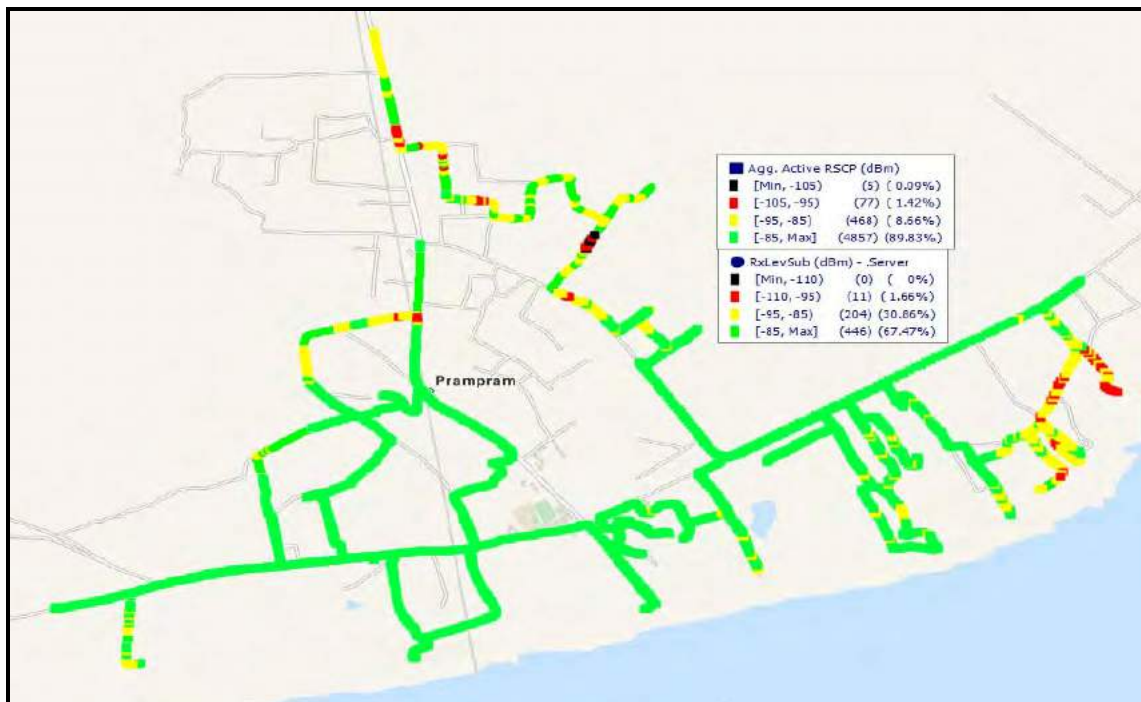 Agg. Active RSCP (dBm)
[Min, -105) (5) ( 0.09%)
[-105, -95) (77) ( 1.42%)
[-95, -85) (468) ( 8.66%)
[-85, Max] (4857) (89.83%)
RxLevSub (dBm) - .Server
[Min, -110) (0) ( 0%)
[-110, -95) (11) ( 1.66%)
[-95, -85) (204) (30.86%)
[-85, Max] (446) (67.47%)
Prampram